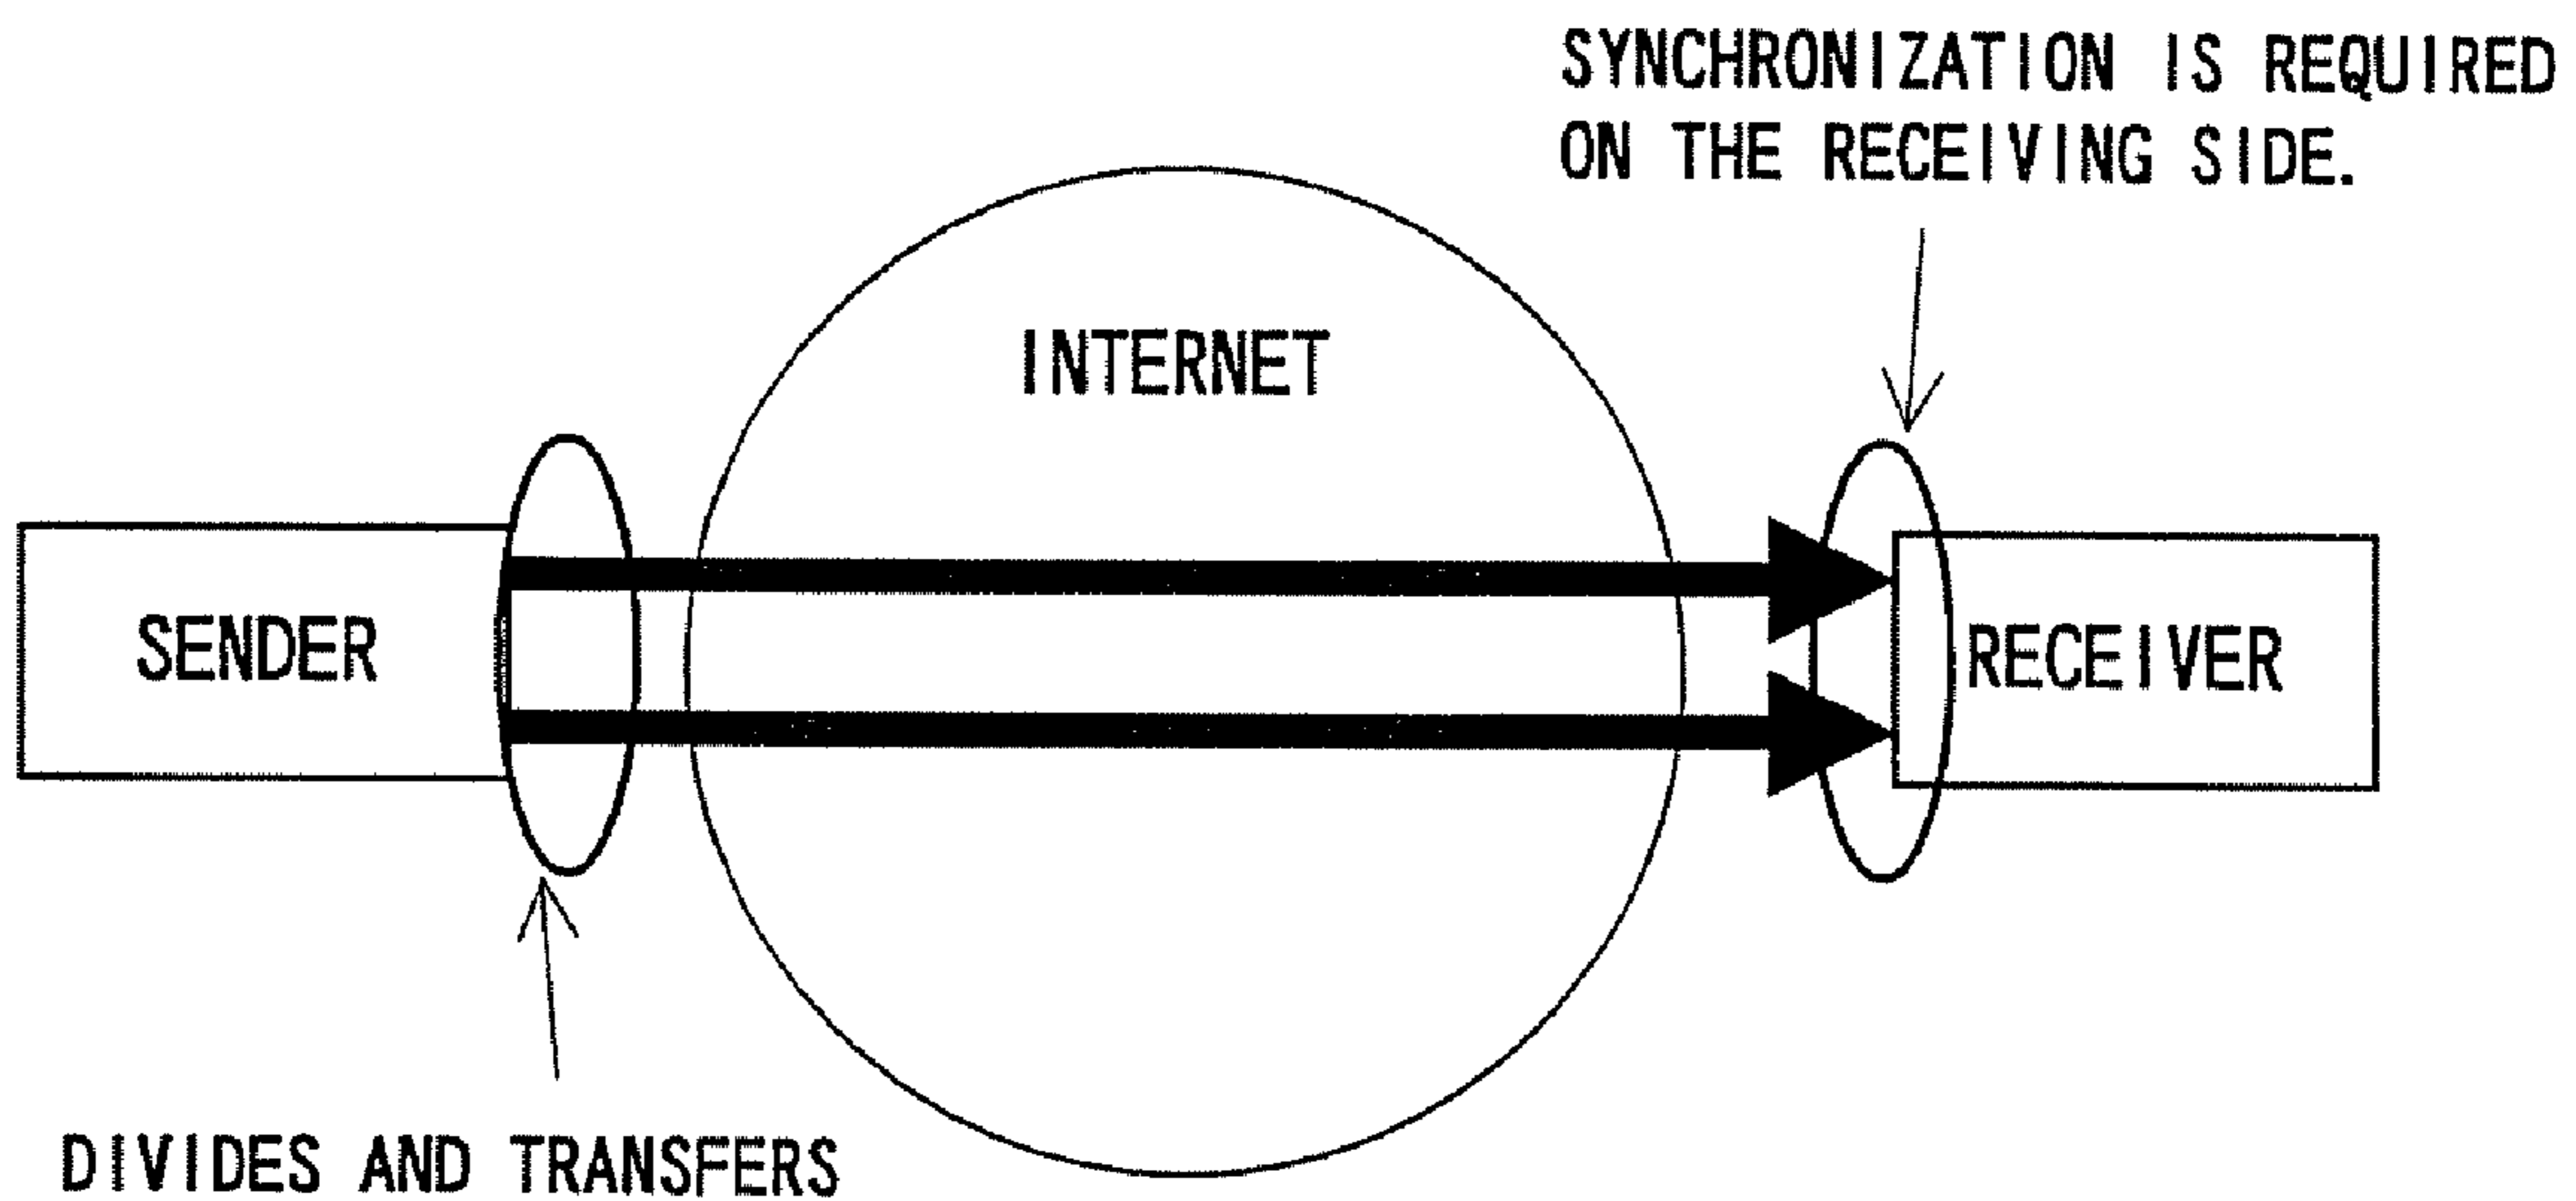 SYNCHRONIZATION IS REQUIRED
ON THE RECEIVING SIDE.
INTERNET
SENDER
RECEIVER
DIVIDES AND TRANSFERS